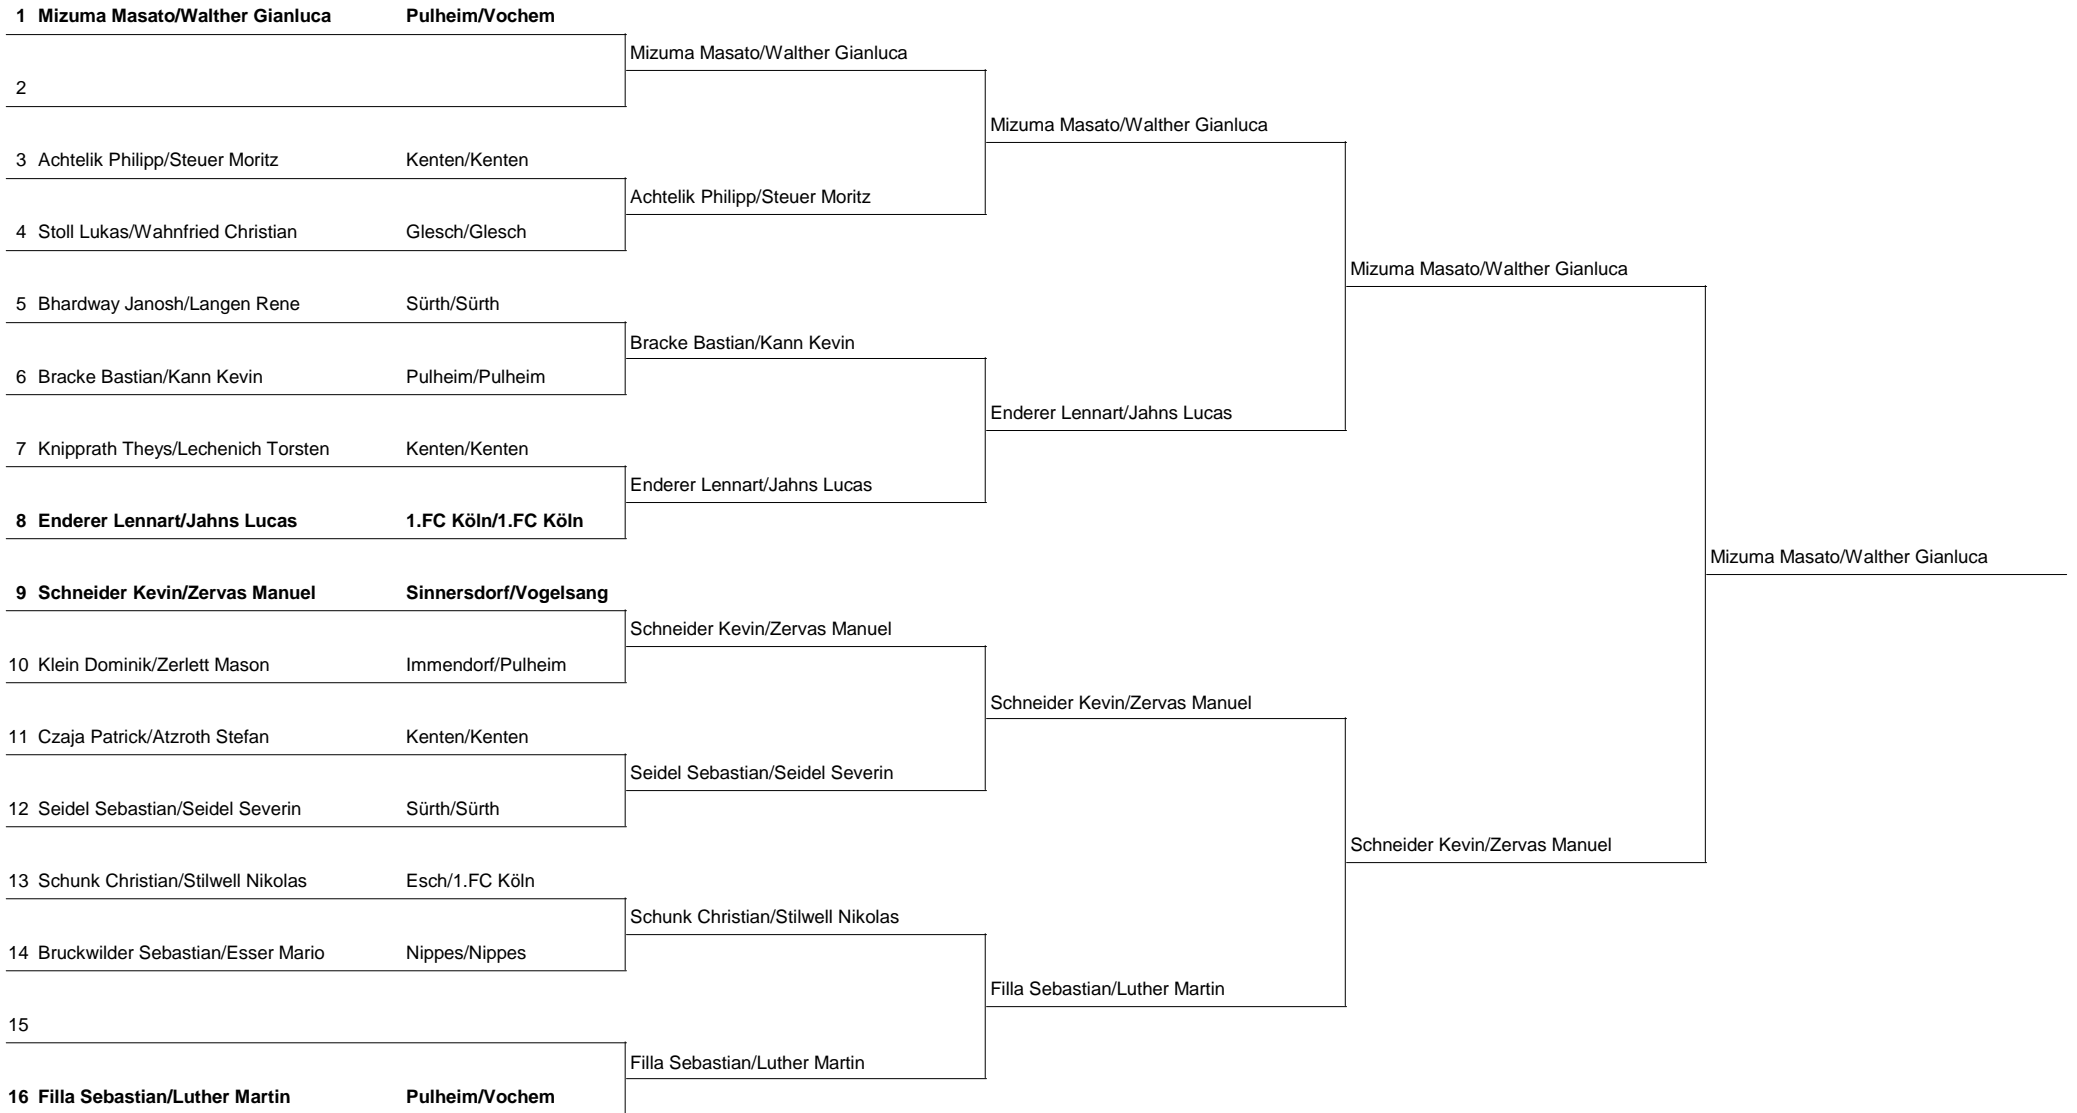 1 Mizuma Masato/Walther Gianluca Pulheim/Vochem
Mizuma Masato/Walther Gianluca
2
Mizuma Masato/Walther Gianluca
3 Achtelik Philipp/Steuer Moritz Kenten/Kenten
Achtelik Philipp/Steuer Moritz
4 Stoll Lukas/Wahnfried Christian Glesch/Glesch
Mizuma Masato/Walther Gianluca
5 Bhardway Janosh/Langen Rene Sürth/Sürth
Bracke Bastian/Kann Kevin
6 Bracke Bastian/Kann Kevin Pulheim/Pulheim
Enderer Lennart/Jahns Lucas
7 Knipprath Theys/Lechenich Torsten Kenten/Kenten
Enderer Lennart/Jahns Lucas
8 Enderer Lennart/Jahns Lucas 1.FC Köln/1.FC Köln
Mizuma Masato/Walther Gianluca
9 Schneider Kevin/Zervas Manuel Sinnersdorf/Vogelsang
Schneider Kevin/Zervas Manuel
10 Klein Dominik/Zerlett Mason Immendorf/Pulheim
Schneider Kevin/Zervas Manuel
11 Czaja Patrick/Atzroth Stefan Kenten/Kenten
Seidel Sebastian/Seidel Severin
12 Seidel Sebastian/Seidel Severin Sürth/Sürth
Schneider Kevin/Zervas Manuel
13 Schunk Christian/Stilwell Nikolas Esch/1.FC Köln
Schunk Christian/Stilwell Nikolas
14 Bruckwilder Sebastian/Esser Mario Nippes/Nippes
Filla Sebastian/Luther Martin
15
Filla Sebastian/Luther Martin
16 Filla Sebastian/Luther Martin Pulheim/Vochem